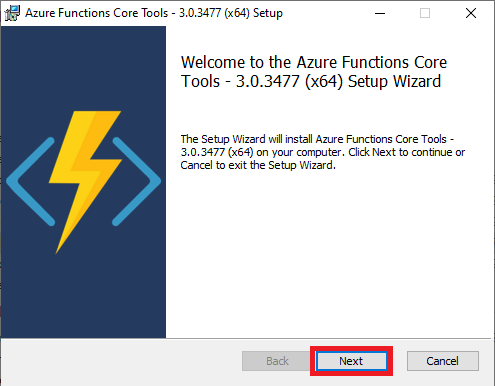 Azure Functions Core Tools - 3.0.3477 (x64) Setup
Welcome to the Azure Functions Core
Tools - 3.0.3477 (x64) Setup Wizard
The Setup Wizard will install Azure Functions Core Tools -
3.0.3477 (x64) on your computer. Click Next to continue or
Cancel to exit the Setup Wizard.
Back Next Cancel